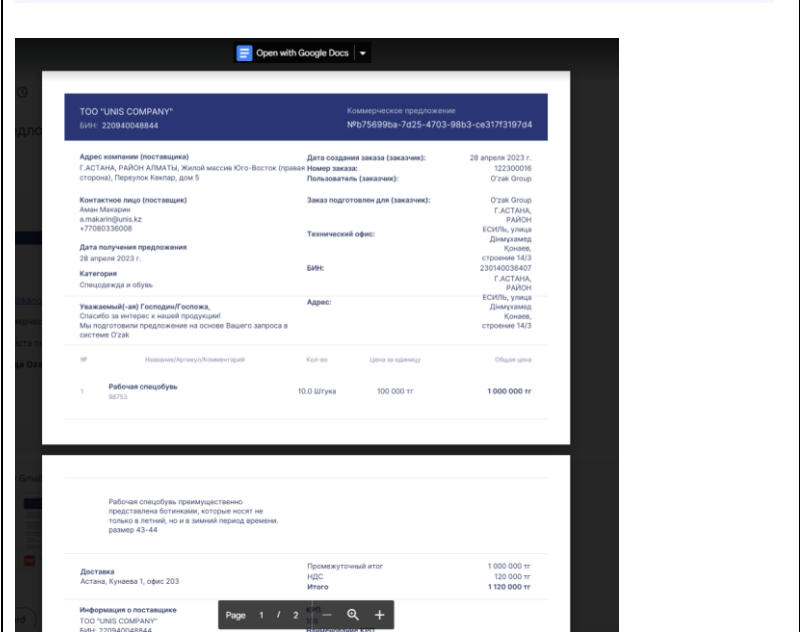 Open with Google Docs
ТОО "UNIS COMPANY"
БИН: 220940048844
Коммерческое предложение
№b75699ba-7d25-4703-98b3-ce317f3197d4
Адрес компании (поставщика)
Г.АСТАНА, РАЙОН АЛМАТЫ, Жилой массив Юго-Восток (правая
сторона), Переулок Каклар, дом 5
Дата создания заказа (заказчик): 28 апреля 2023 г.
Номер заказа: 122300016
Пользователь (заказчик): O'zak Group
Контактное лицо (поставщик)
Аман Макарин
a.makarin@unis.kz
+77080336008
Дата получения предложения
28 апреля 2023 г.
Категория
Спецодежда и обувь
Заказ подготовлен для (заказчик): O'zak Group
Технический офис: Г.АСТАНА,
РАЙОН
ЕСИЛЬ, улица
Дінмұхамед
Қонаев,
строение 14/3
БИН: 230140036407
Адрес: Г.АСТАНА,
РАЙОН
ЕСИЛЬ, улица
Дінмұхамед
Қонаев,
строение 14/3
Уважаемый(-ая) Господин/Госпожа,
Спасибо за интерес к нашей продукции!
Мы подготовили предложение на основе Вашего запроса в
системе O'zak
№ Название/Артикул/Комментарий Кол-во Цена за единицу Общая цена
1 Рабочая спецобувь 10.0 Штука 100 000 тг 1 000 000 тг
98753
Рабочая спецобувь преимущественно
представлена ботинками, которые носят не
только в летний, но и в зимний период времени.
размер 43-44
Доставка
Астана, Кунаева 1, офис 203
Промежуточный итог 1 000 000 тг
НДС 120 000 тг
Итого 1 120 000 тг
Информация о поставщике
ТОО "UNIS COMPANY"
БИН: 220940048844
Page 1 / 2